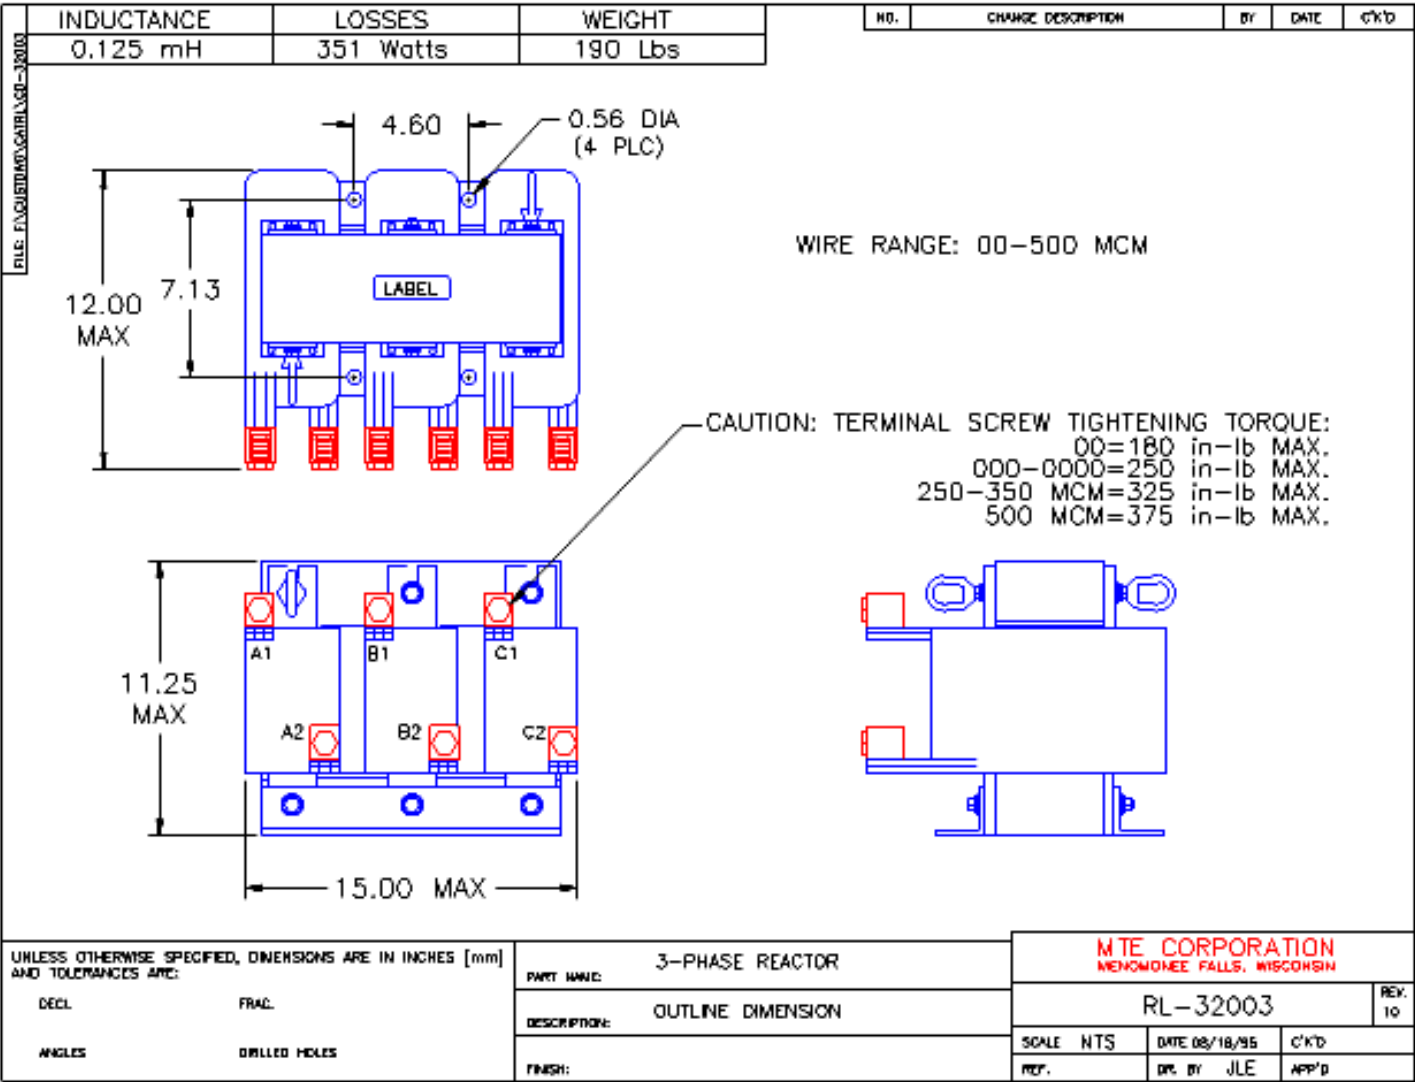 INDUCTANCE LOSSES WEIGHT
0.125 mH 351 Watts 190 Lbs
NO. CHANGE DESCRIPTION BY DATE C'K'D
4.60
0.56 DIA
(4 PLC)
7.13
12.00
MAX
LABEL
WIRE RANGE: 00-500 MCM
CAUTION: TERMINAL SCREW TIGHTENING TORQUE:
00=180 in-lb MAX.
000-0000=250 in-lb MAX.
250-350 MCM=325 in-lb MAX.
500 MCM=375 in-lb MAX.
A1 B1 C1
11.25
MAX
A2 B2 C2
15.00 MAX
UNLESS OTHERWISE SPECIFIED, DIMENSIONS ARE IN INCHES [mm]
AND TOLERANCES ARE:
DECI. FRAC.
ANGLES DRILLED HOLES
PART NAME: 3-PHASE REACTOR
DESCRIPTION: OUTLINE DIMENSION
FINISH:
MTE CORPORATION
MENOMONEE FALLS, WISCONSIN
RL-32003
REV.
10
SCALE NTS DATE 08/18/95 C'K'D
REF. DR. BY JLE APP'D